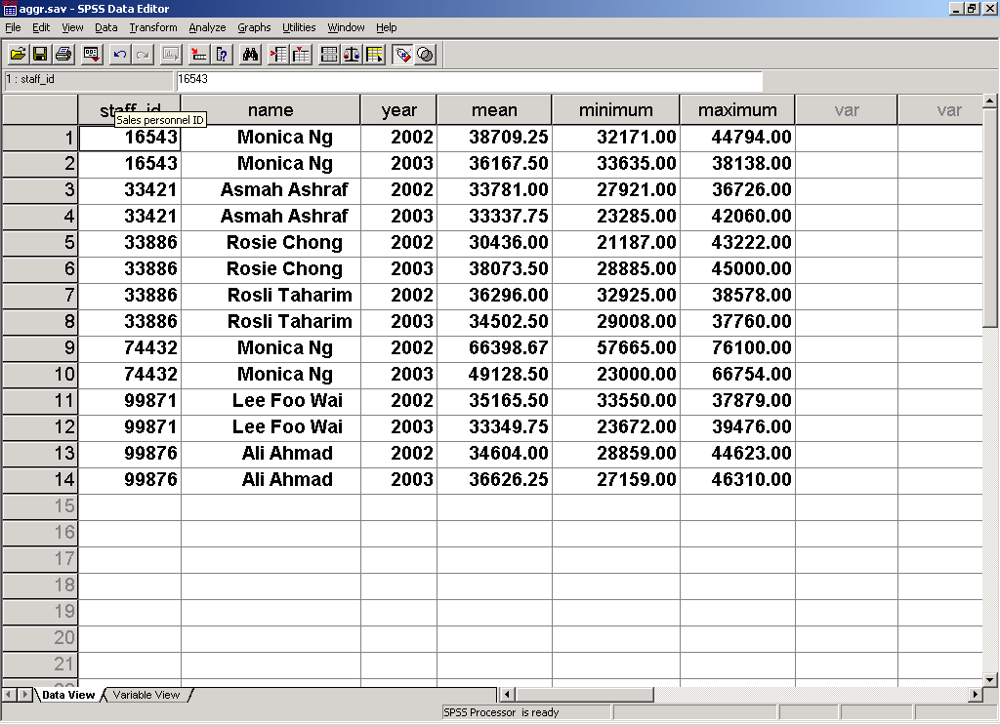 aggr.sav - SPSS Data Editor
File Edit View Data Transform Analyze Graphs Utilities Window Help
1 : staff_id 16543
staff_id name year mean minimum maximum var var
Sales personnel ID
1 16543 Monica Ng 2002 38709.25 32171.00 44794.00
2 16543 Monica Ng 2003 36167.50 33635.00 38138.00
3 33421 Asmah Ashraf 2002 33781.00 27921.00 36726.00
4 33421 Asmah Ashraf 2003 33337.75 23285.00 42060.00
5 33886 Rosie Chong 2002 30436.00 21187.00 43222.00
6 33886 Rosie Chong 2003 38073.50 28885.00 45000.00
7 33886 Rosli Taharim 2002 36296.00 32925.00 38578.00
8 33886 Rosli Taharim 2003 34502.50 29008.00 37760.00
9 74432 Monica Ng 2002 66398.67 57665.00 76100.00
10 74432 Monica Ng 2003 49128.50 23000.00 66754.00
11 99871 Lee Foo Wai 2002 35165.50 33550.00 37879.00
12 99871 Lee Foo Wai 2003 33349.75 23672.00 39476.00
13 99876 Ali Ahmad 2002 34604.00 28859.00 44623.00
14 99876 Ali Ahmad 2003 36626.25 27159.00 46310.00
15
16
17
18
19
20
21
Data View Variable View
SPSS Processor is ready